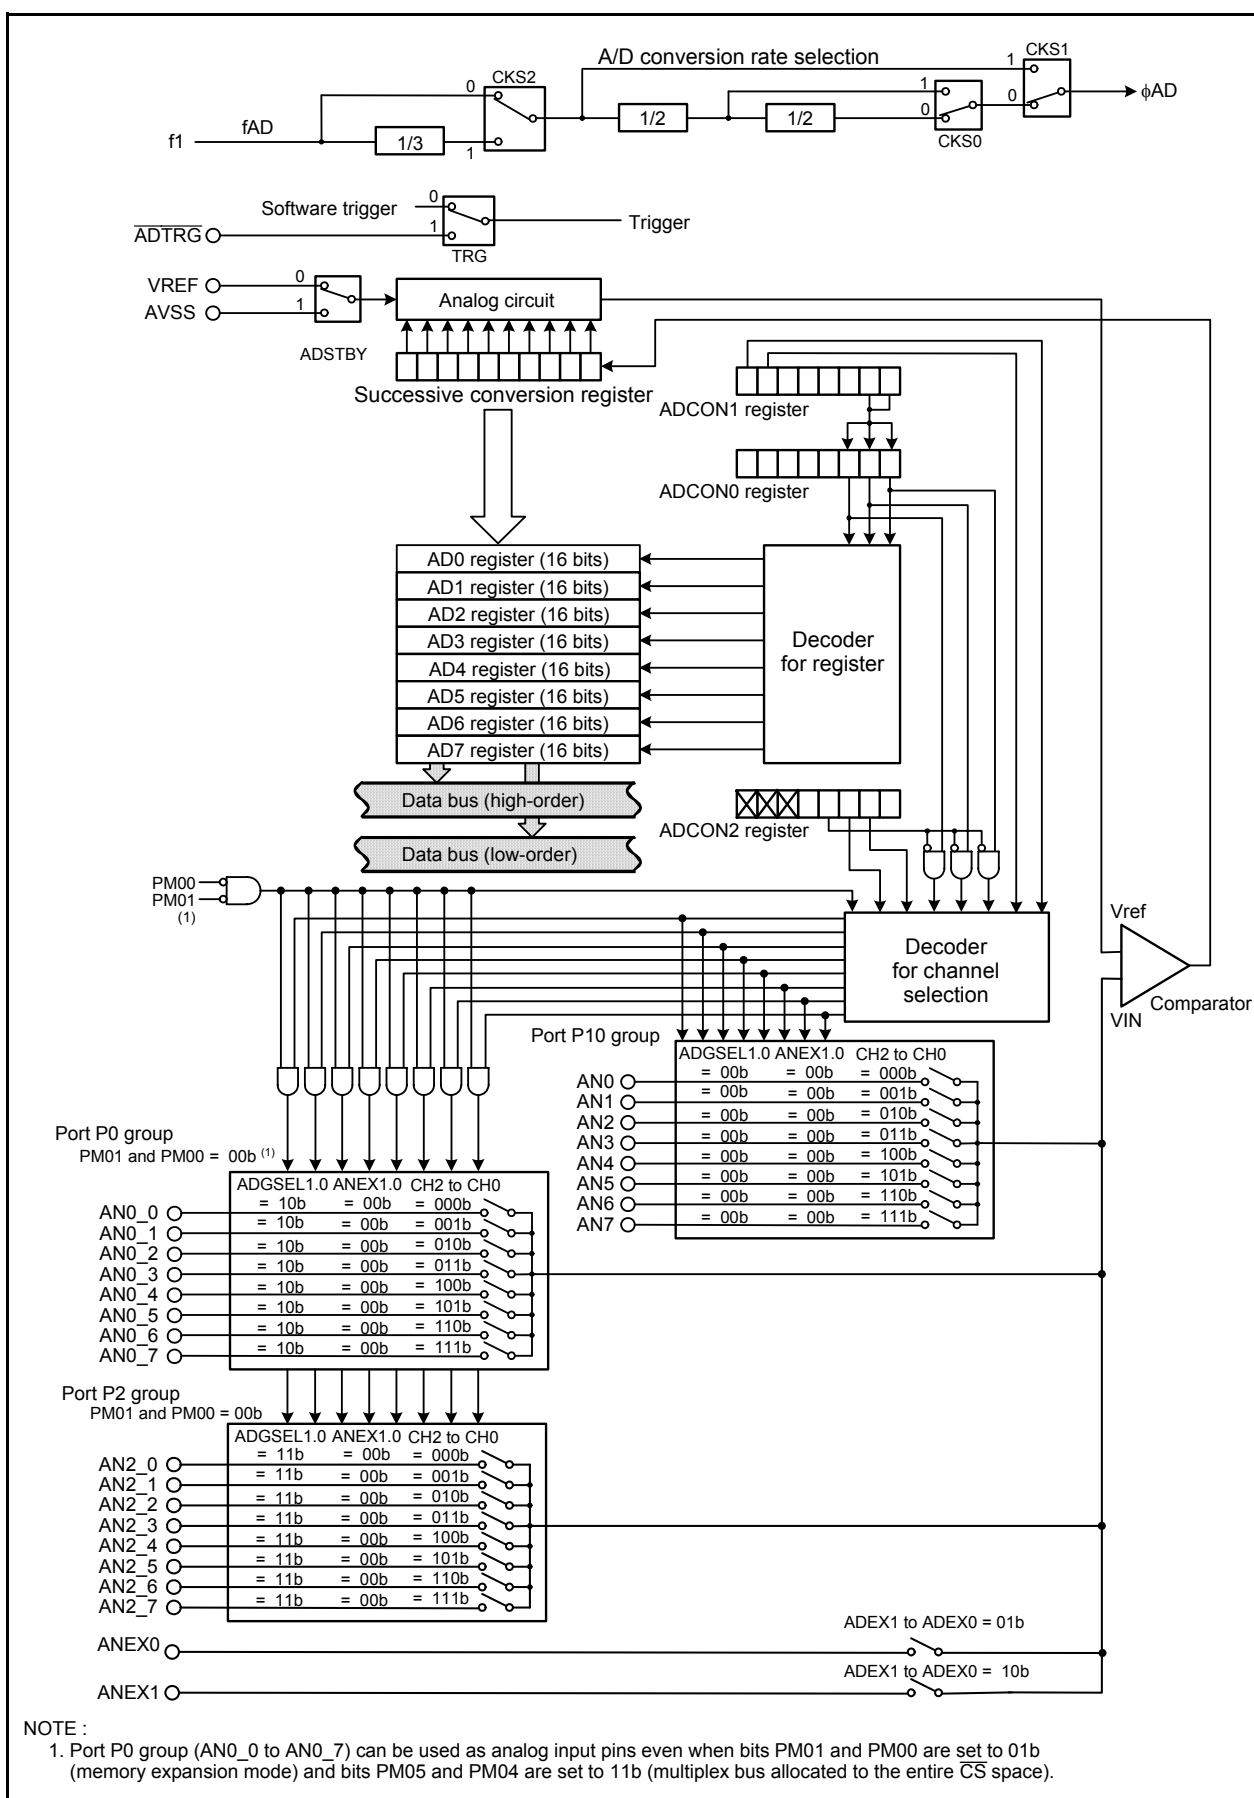 A/D conversion rate selection
CKS1
CKS2
0
1
1
0
1/2
1/2
0
ϕAD
f1
fAD
1/3
1
CKS0
Software trigger
0
ADTRG
1
Trigger
TRG
VREF
0
AVSS
1
Analog circuit
ADSTBY
Successive conversion register
ADCON1 register
ADCON0 register
AD0 register (16 bits)
AD1 register (16 bits)
AD2 register (16 bits)
AD3 register (16 bits)
AD4 register (16 bits)
AD5 register (16 bits)
AD6 register (16 bits)
AD7 register (16 bits)
Decoder
for register
Data bus (high-order)
Data bus (low-order)
ADCON2 register
PM00
PM01
(1)
Decoder
for channel
selection
Vref
VIN
Comparator
Port P10 group
ADGSEL1.0 ANEX1.0 CH2 to CH0
AN0 = 00b = 00b = 000b
AN1 = 00b = 00b = 001b
AN2 = 00b = 00b = 010b
AN3 = 00b = 00b = 011b
AN4 = 00b = 00b = 100b
AN5 = 00b = 00b = 101b
AN6 = 00b = 00b = 110b
AN7 = 00b = 00b = 111b
Port P0 group
PM01 and PM00 = 00b (1)
ADGSEL1.0 ANEX1.0 CH2 to CH0
AN0_0 = 10b = 00b = 000b
AN0_1 = 10b = 00b = 001b
AN0_2 = 10b = 00b = 010b
AN0_3 = 10b = 00b = 011b
AN0_4 = 10b = 00b = 100b
AN0_5 = 10b = 00b = 101b
AN0_6 = 10b = 00b = 110b
AN0_7 = 10b = 00b = 111b
Port P2 group
PM01 and PM00 = 00b
ADGSEL1.0 ANEX1.0 CH2 to CH0
AN2_0 = 11b = 00b = 000b
AN2_1 = 11b = 00b = 001b
AN2_2 = 11b = 00b = 010b
AN2_3 = 11b = 00b = 011b
AN2_4 = 11b = 00b = 100b
AN2_5 = 11b = 00b = 101b
AN2_6 = 11b = 00b = 110b
AN2_7 = 11b = 00b = 111b
ANEX0
ADEX1 to ADEX0 = 01b
ANEX1
ADEX1 to ADEX0 = 10b
NOTE :
1. Port P0 group (AN0_0 to AN0_7) can be used as analog input pins even when bits PM01 and PM00 are set to 01b
(memory expansion mode) and bits PM05 and PM04 are set to 11b (multiplex bus allocated to the entire CS space).